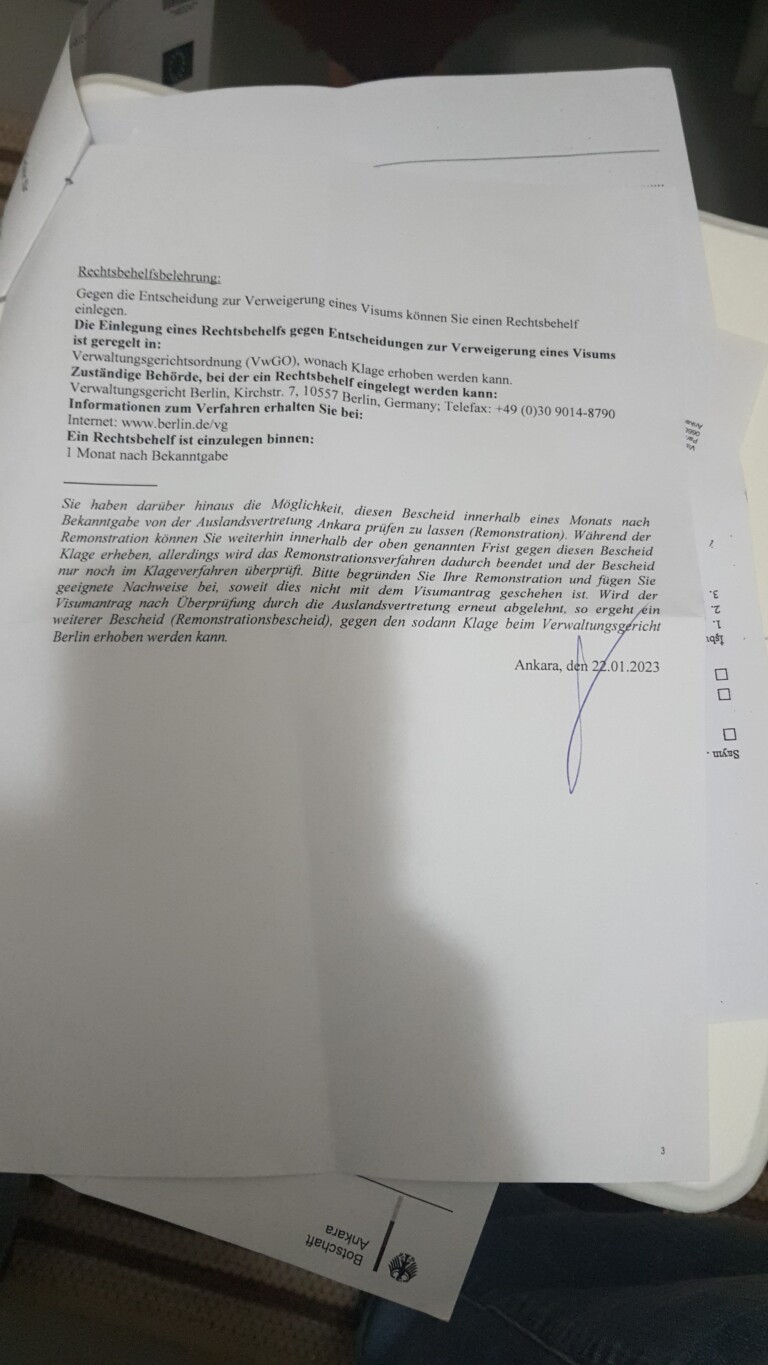 Rechtsbehelfsbelehrung:
Gegen die Entscheidung zur Verweigerung eines Visums können Sie einen Rechtsbehelf
einlegen.
Die Einlegung eines Rechtsbehelfs gegen Entscheidungen zur Verweigerung eines Visums
ist geregelt in:
Verwaltungsgerichtsordnung (VwGO), wonach Klage erhoben werden kann.
Zuständige Behörde, bei der ein Rechtsbehelf eingelegt werden kann:
Verwaltungsgericht Berlin, Kirchstr. 7, 10557 Berlin, Germany; Telefax: +49 (0)30 9014-8790
Informationen zum Verfahren erhalten Sie bei:
Internet: www.berlin.de/vg
Ein Rechtsbehelf ist einzulegen binnen:
1 Monat nach Bekanntgabe
Sie haben darüber hinaus die Möglichkeit, diesen Bescheid innerhalb eines Monats nach
Bekanntgabe von der Auslandsvertretung Ankara prüfen zu lassen (Remonstration). Während der
Remonstration können Sie weiterhin innerhalb der oben genannten Frist gegen diesen Bescheid
Klage erheben, allerdings wird das Remonstrationsverfahren dadurch beendet und der Bescheid
nur noch im Klageverfahren überprüft. Bitte begründen Sie Ihre Remonstration und fügen Sie
geeignete Nachweise bei, soweit dies nicht mit dem Visumantrag geschehen ist. Wird der
Visumantrag nach Überprüfung durch die Auslandsvertretung erneut abgelehnt, so ergeht ein
weiterer Bescheid (Remonstrationsbescheid), gegen den sodann Klage beim Verwaltungsgericht
Berlin erhoben werden kann.
Ankara, den 22.01.2023
3
Botschaft
Ankara
Sayın
1.
2.
3.